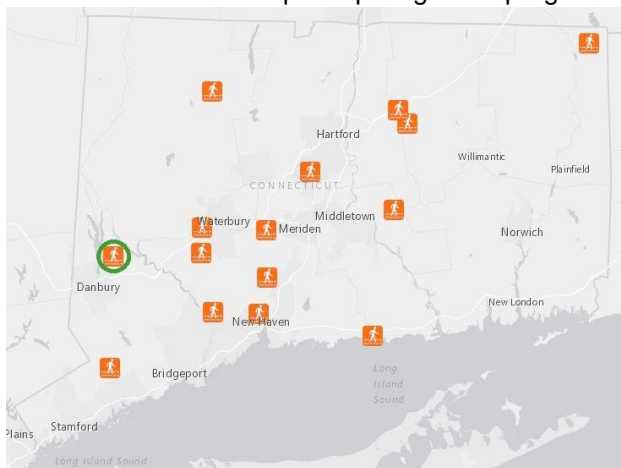 Hartford
Willimantic
Plainfield
CONNECTICUT
Waterbury
Meriden
Middletown
Norwich
Danbury
New London
New Haven
Long
Island
Sound
Bridgeport
Stamford
Plains
Long Island Sound